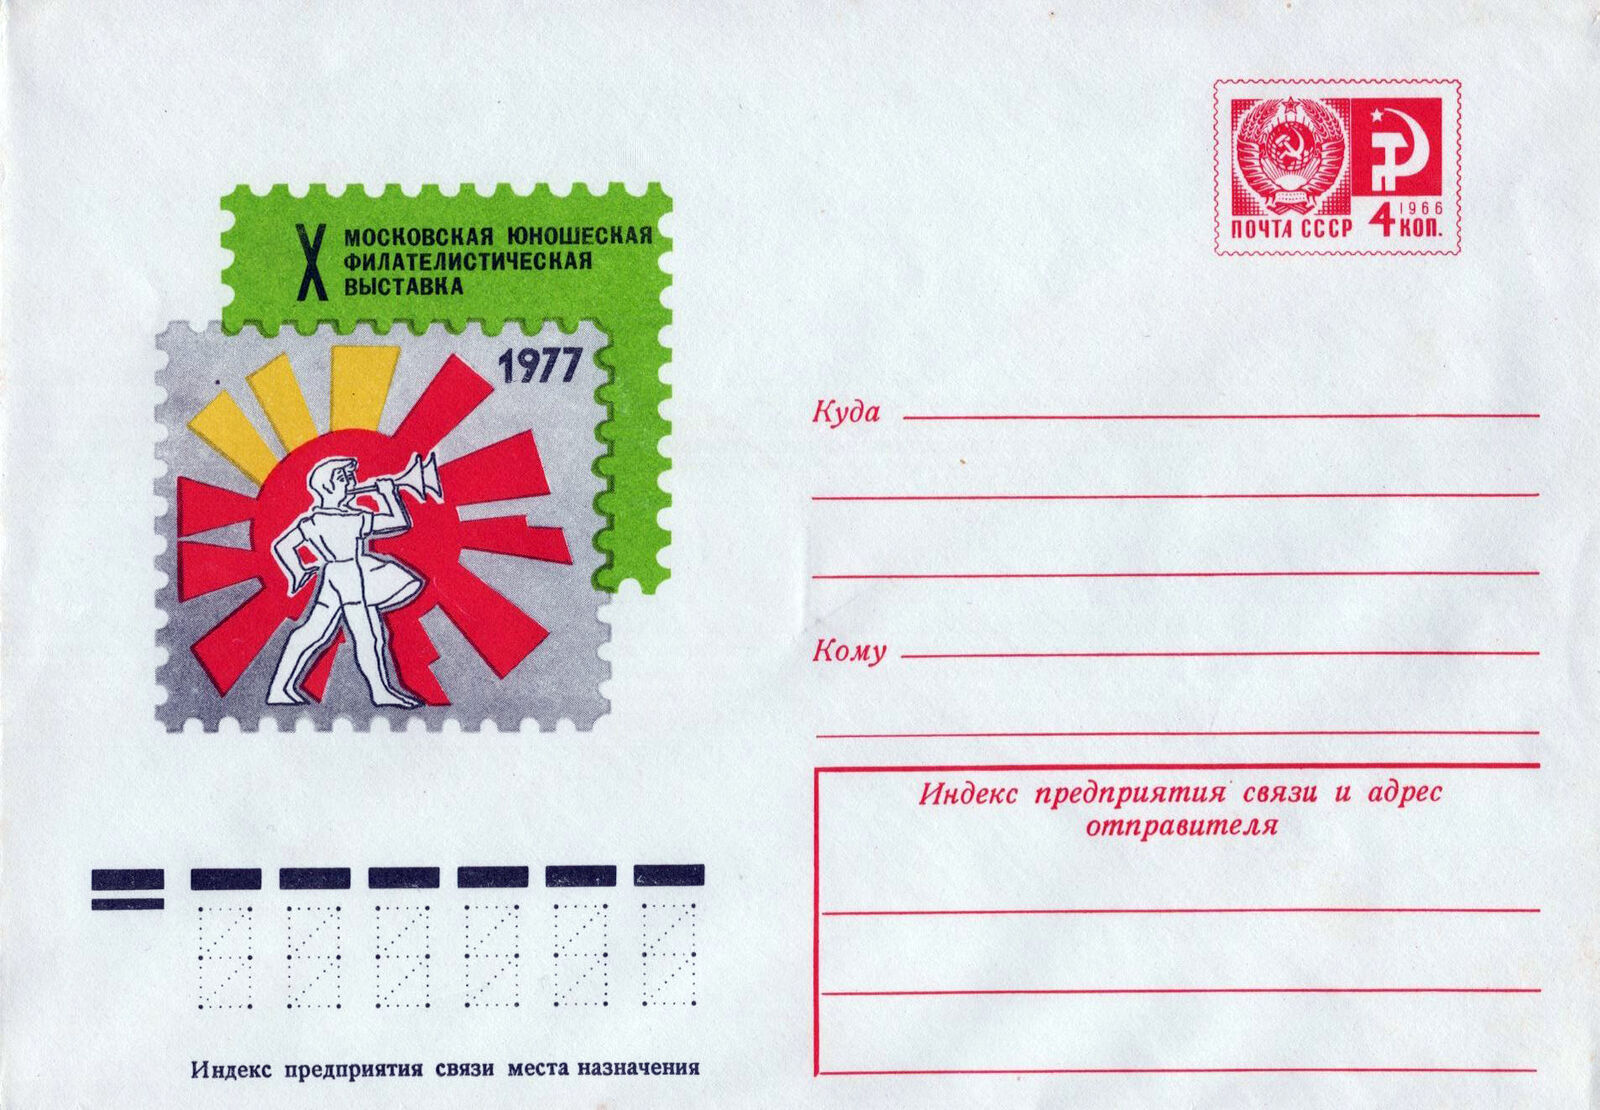 X МОСКОВСКАЯ ЮНОШЕСКАЯ
ФИЛАТЕЛИСТИЧЕСКАЯ
ВЫСТАВКА
1977
1966
ПОЧТА СССР 4 КОП.
Куда
Кому
Индекс предприятия связи и адрес
отправителя
Индекс предприятия связи места назначения